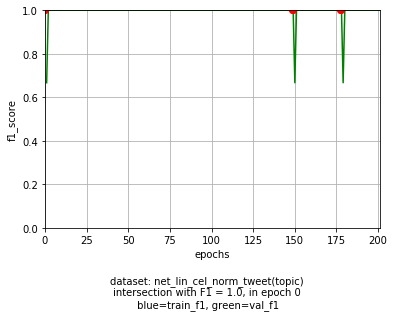 1.0
0.8
0.6
0.4
0.2
0.0
f1_score
0 25 50 75 100 125 150 175 200
epochs
dataset: net_lin_cel_norm_tweet(topic)
intersection with F1 = 1.0, in epoch 0
blue=train_f1, green=val_f1